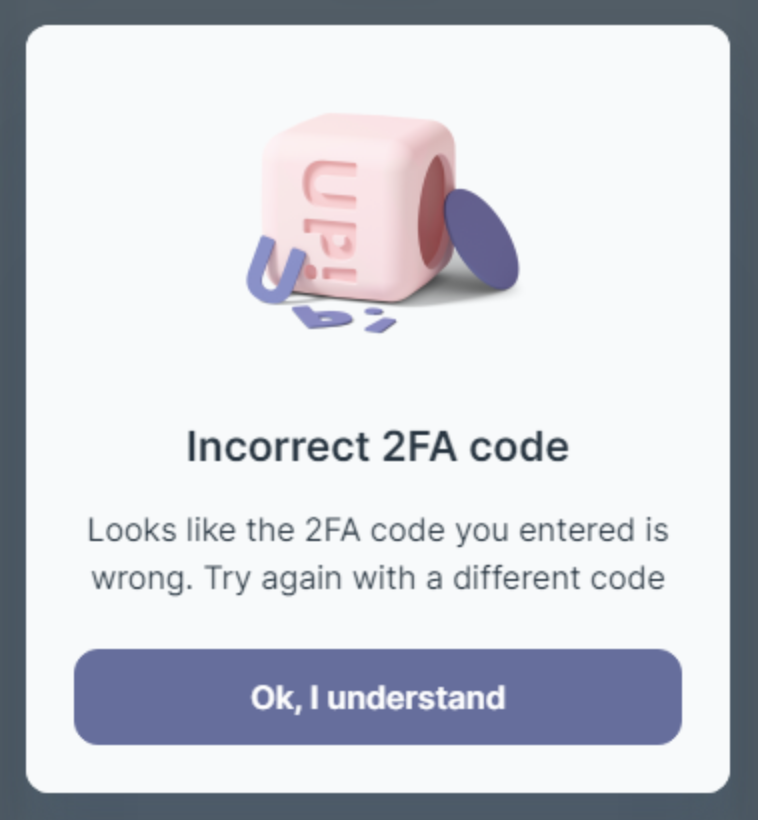 Ubi
U
b i
Incorrect 2FA code
Looks like the 2FA code you entered is
wrong. Try again with a different code
Ok, I understand